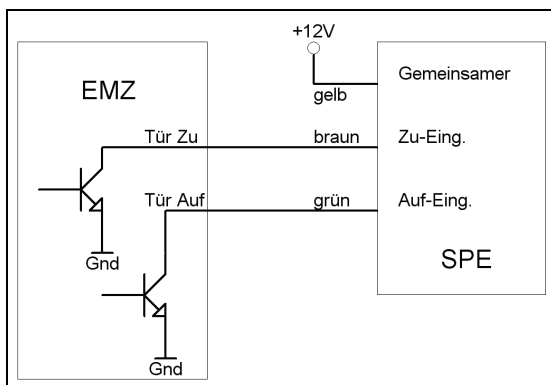 +12V
EMZ
Gemeinsamer
gelb
Tür Zu
braun
Zu-Eing.
Tür Auf
grün
Auf-Eing.
Gnd
SPE
Gnd